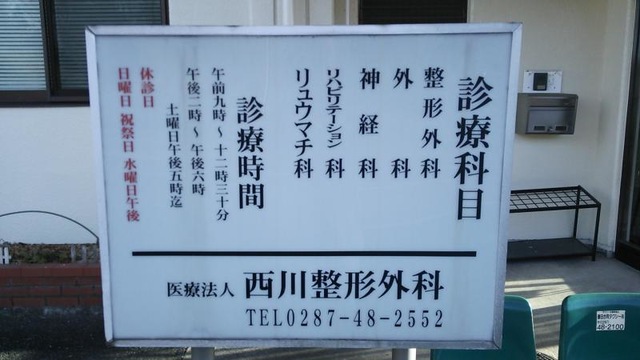 診療科目
整形外科
外科
神経科
リハビリテーション科
リュウマチ科
診療時間
午前九時～十二時三十分
午後二時～午後六時
土曜日午後五時迄
休診日
日曜日 祝祭日 水曜日午後
医療法人 西川整形外科
TEL0287-48-2552
48-2100